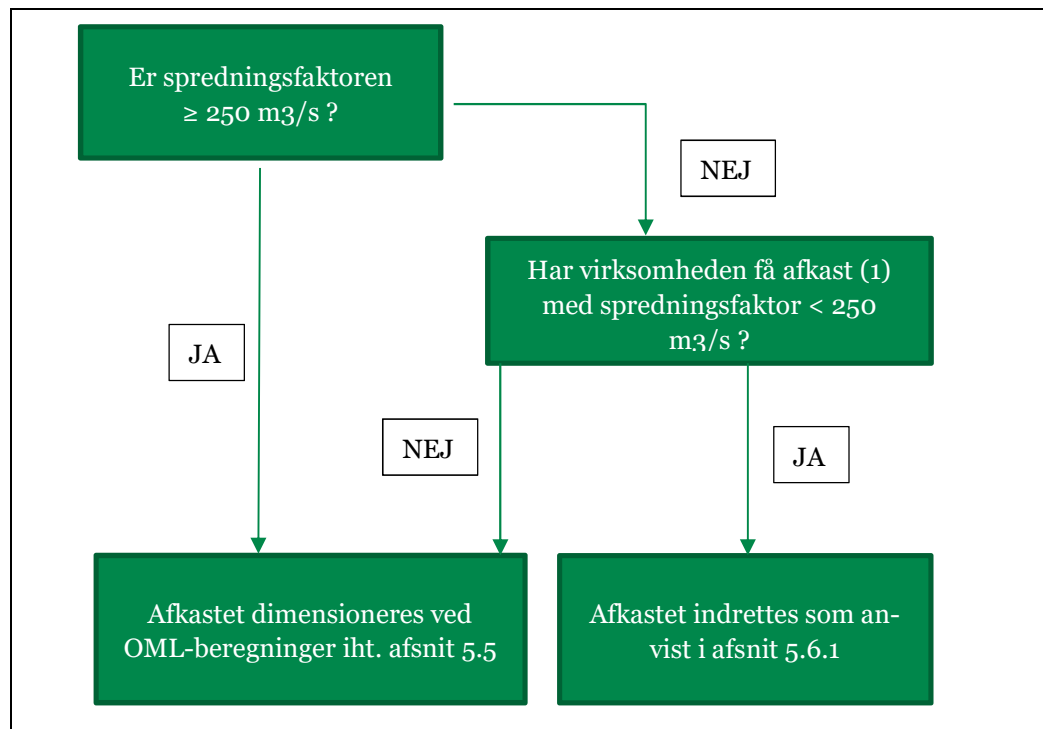 Er spredningsfaktoren
≥ 250 m3/s ?
NEJ
Har virksomheden få afkast (1)
med spredningsfaktor < 250
m3/s ?
JA
NEJ
JA
Afkastet dimensioneres ved
OML-beregninger iht. afsnit 5.5
Afkastet indrettes som an-
vist i afsnit 5.6.1